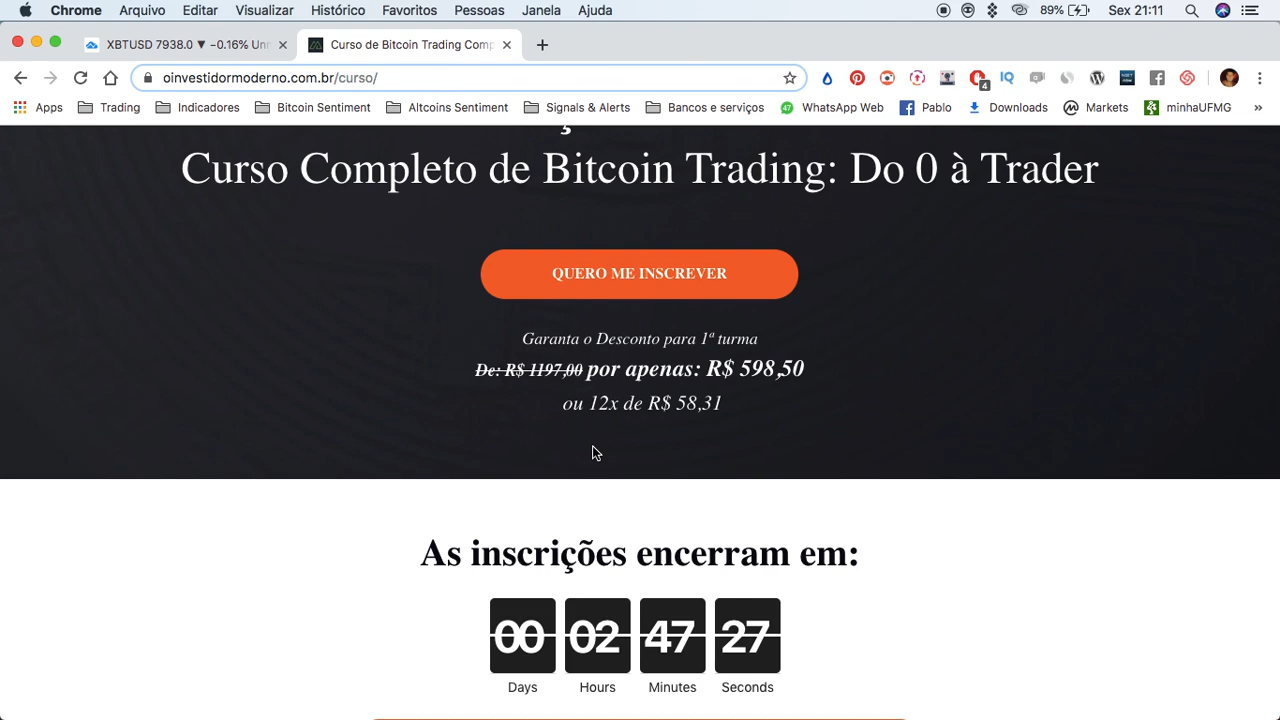 Chrome Arquivo Editar Visualizar Histórico Favoritos Pessoas Janela Ajuda 89% Sex 21:11
XBTUSD 7938.0 ▼ −0.16% Unn
Curso de Bitcoin Trading Comp
oinvestidormoderno.com.br/curso/
4
Apps Trading Indicadores Bitcoin Sentiment Altcoins Sentiment Signals & Alerts Bancos e serviços WhatsApp Web Pablo Downloads Markets minhaUFMG »
Curso Completo de Bitcoin Trading: Do 0 à Trader
QUERO ME INSCREVER
Garanta o Desconto para 1ª turma
De: R$ 1197,00 por apenas: R$ 598,50
ou 12x de R$ 58,31
As inscrições encerram em:
00 02 47 27
Days Hours Minutes Seconds